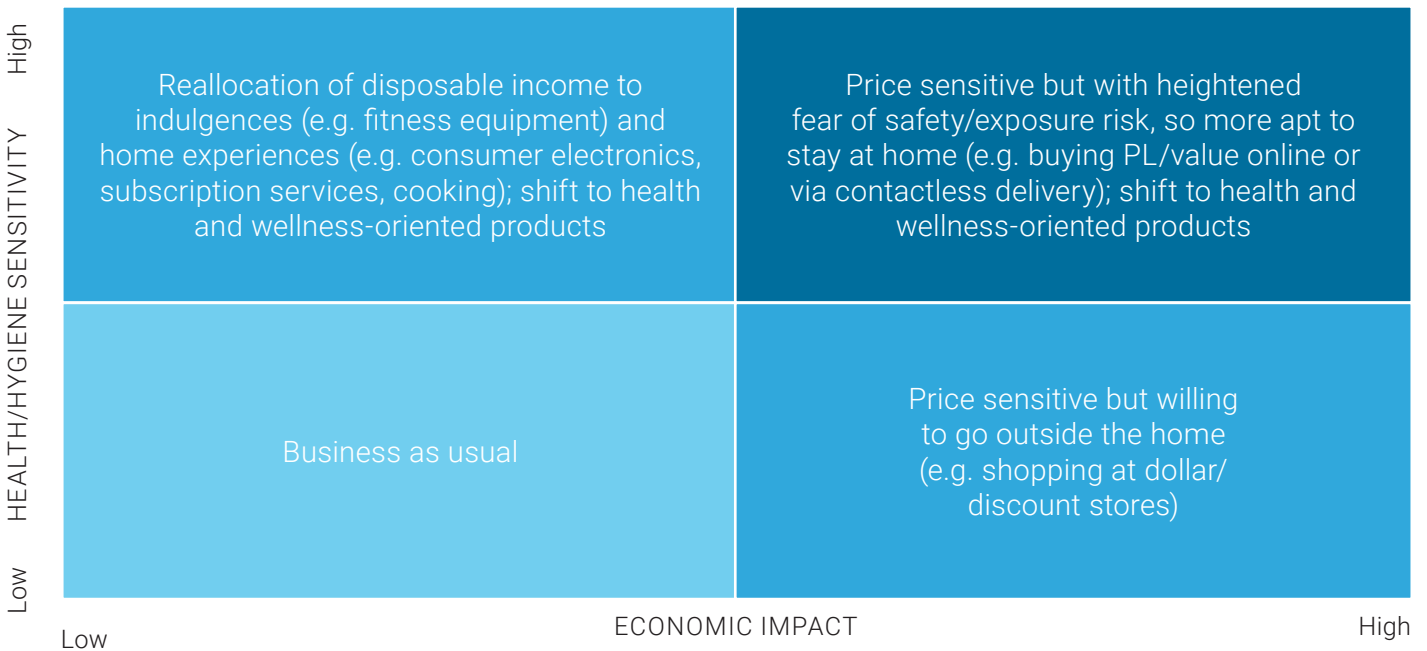 High
HEALTH/HYGIENE SENSITIVITY
Low
Reallocation of disposable income to
indulgences (e.g. fitness equipment) and
home experiences (e.g. consumer electronics,
subscription services, cooking); shift to health
and wellness-oriented products
Price sensitive but with heightened
fear of safety/exposure risk, so more apt to
stay at home (e.g. buying PL/value online or
via contactless delivery); shift to health and
wellness-oriented products
Business as usual
Price sensitive but willing
to go outside the home
(e.g. shopping at dollar/
discount stores)
Low
ECONOMIC IMPACT
High